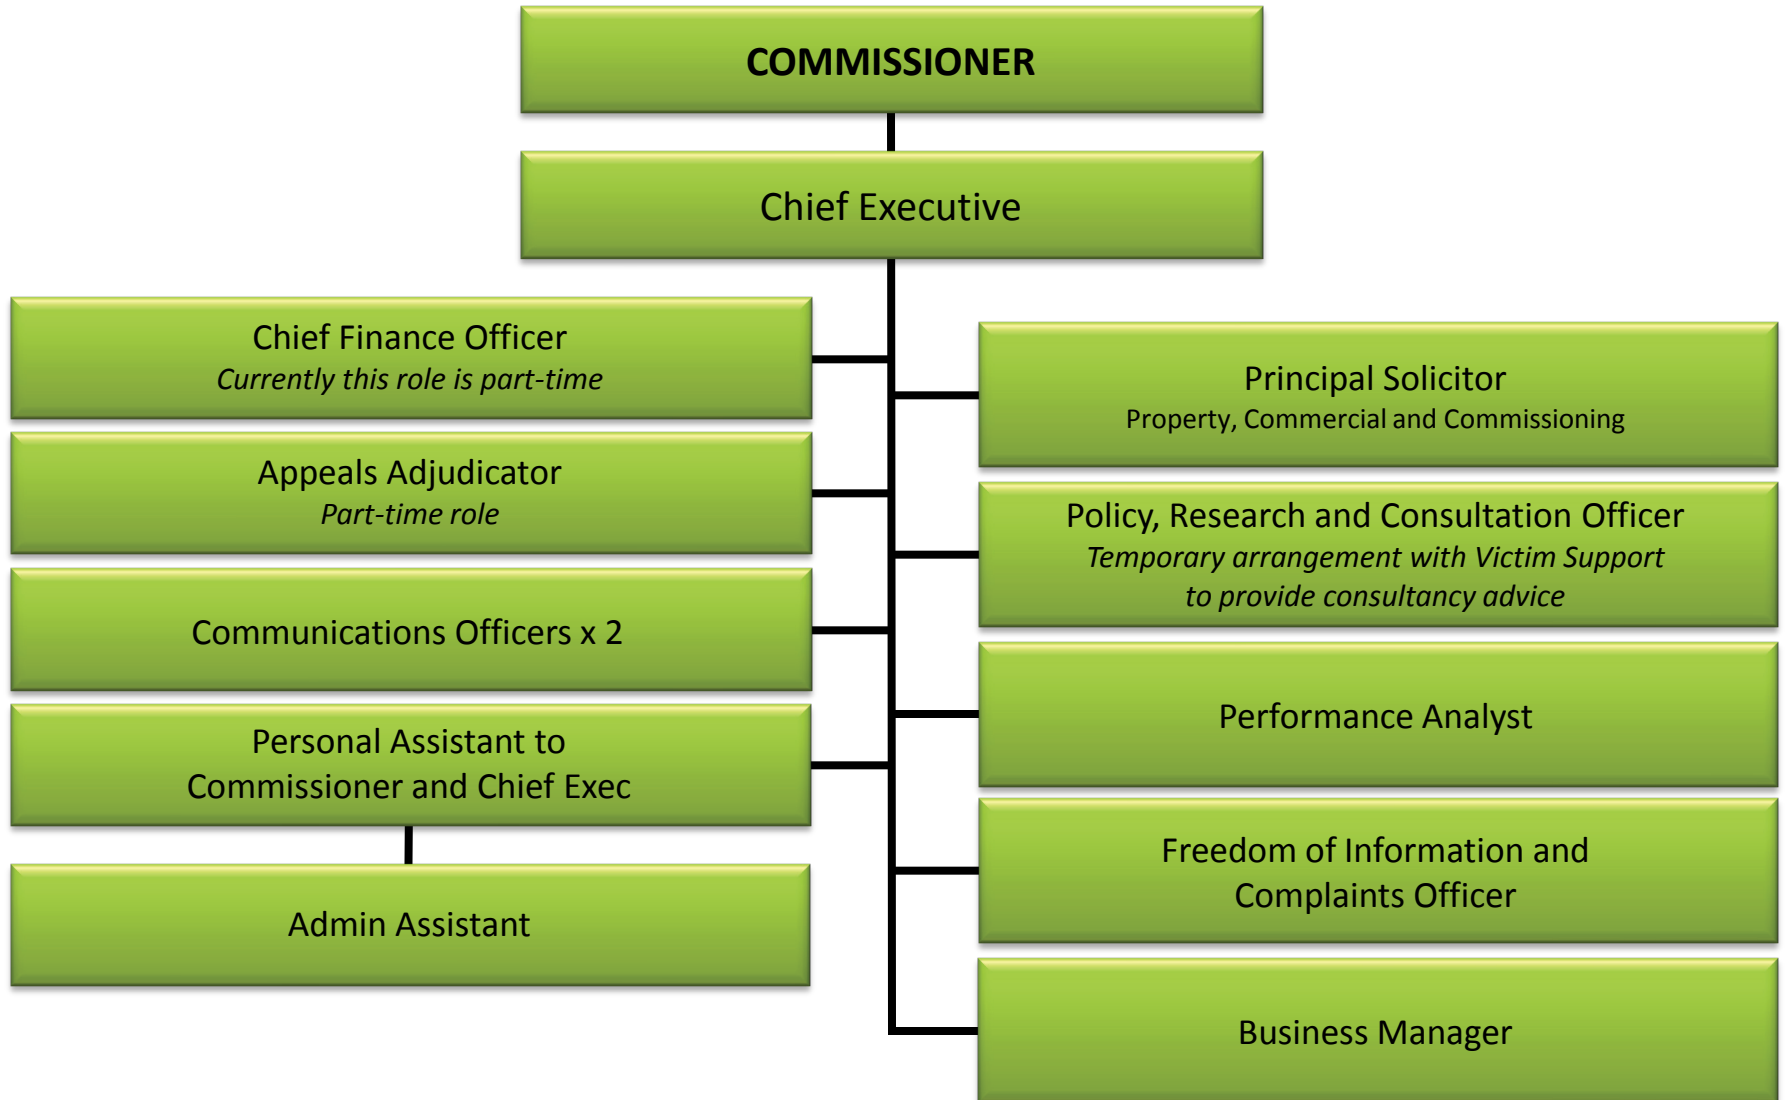 COMMISSIONER
Chief Executive
Chief Finance Officer
Currently this role is part-time
Appeals Adjudicator
Part-time role
Communications Officers x 2
Personal Assistant to
Commissioner and Chief Exec
Admin Assistant
Principal Solicitor
Property, Commercial and Commissioning
Policy, Research and Consultation Officer
Temporary arrangement with Victim Support
to provide consultancy advice
Performance Analyst
Freedom of Information and
Complaints Officer
Business Manager